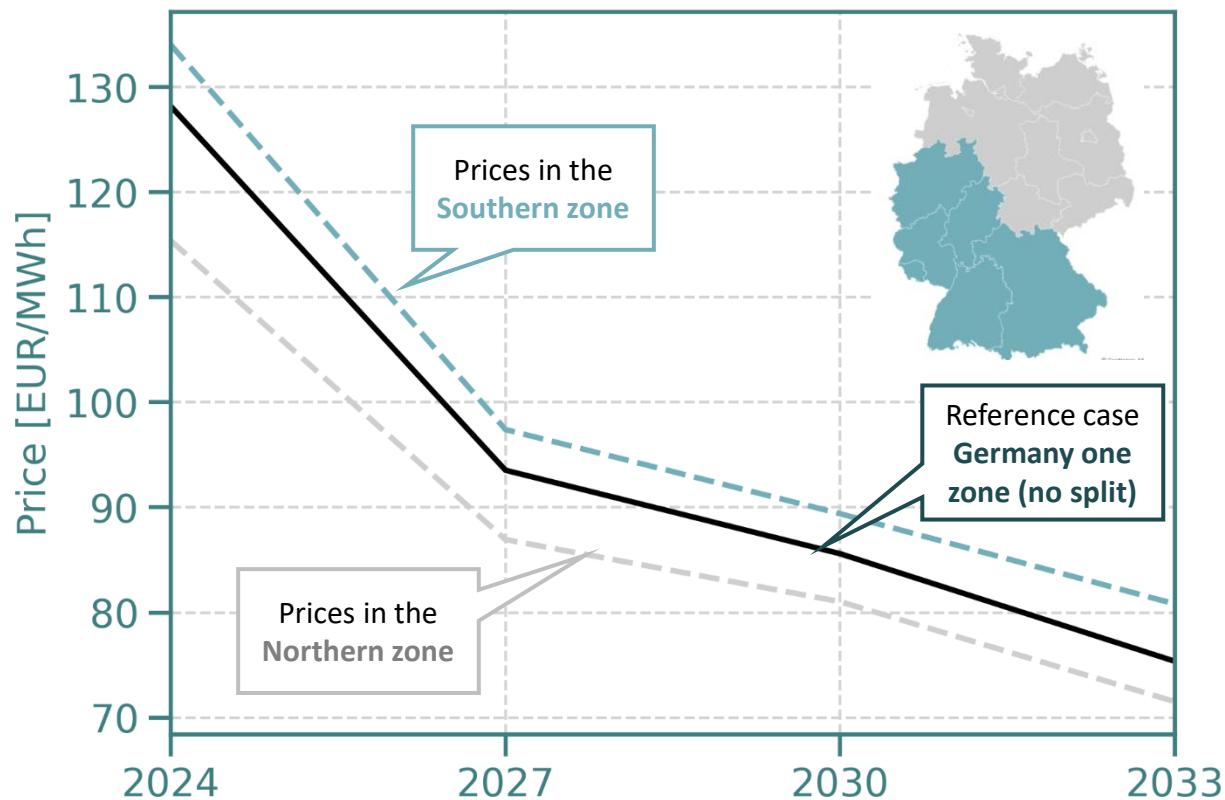 Price [EUR/MWh]
130
120
110
100
90
80
70
2024
2027
2030
2033
Prices in the
Southern zone
Reference case
Germany one
zone (no split)
Prices in the
Northern zone